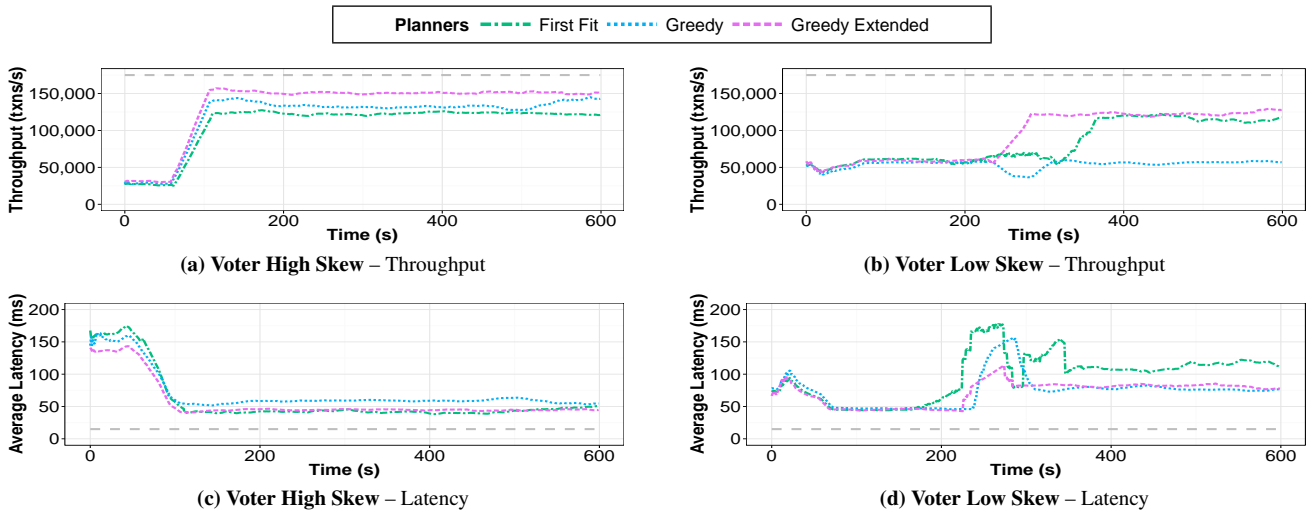 Planners First Fit Greedy Greedy Extended
Throughput (txns/s)
150,000
100,000
50,000
0
0 200 400 600
Time (s)
(a) Voter High Skew – Throughput
Throughput (txns/s)
150,000
100,000
50,000
0
0 200 400 600
Time (s)
(b) Voter Low Skew – Throughput
Average Latency (ms)
200
150
100
50
0
0 200 400 600
Time (s)
(c) Voter High Skew – Latency
Average Latency (ms)
200
150
100
50
0
0 200 400 600
Time (s)
(d) Voter Low Skew – Latency